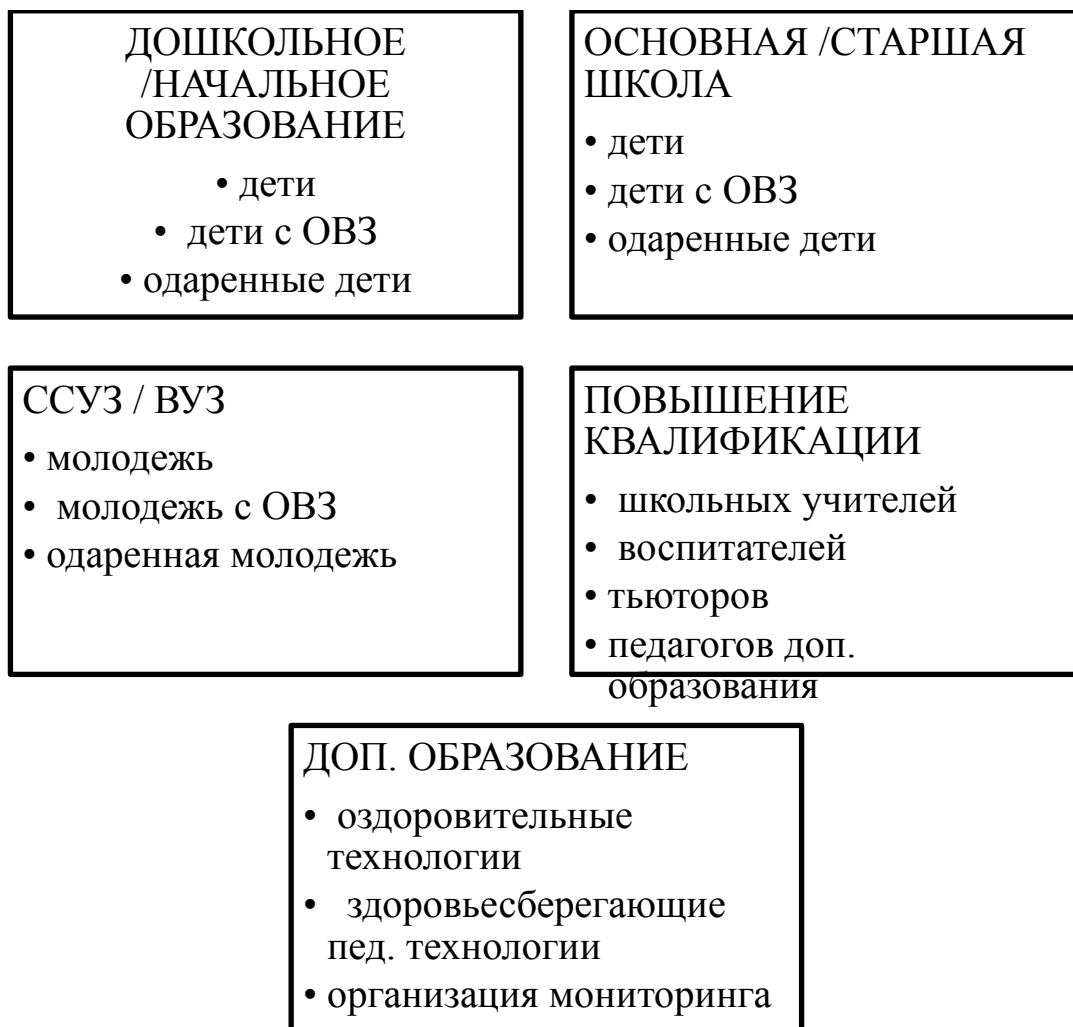 ДОШКОЛЬНОЕ
/НАЧАЛЬНОЕ
ОБРАЗОВАНИЕ
• дети
• дети с ОВЗ
• одаренные дети
ОСНОВНАЯ /СТАРШАЯ
ШКОЛА
• дети
• дети с ОВЗ
• одаренные дети
ССУЗ / ВУЗ
• молодежь
• молодежь с ОВЗ
• одаренная молодежь
ПОВЫШЕНИЕ
КВАЛИФИКАЦИИ
• школьных учителей
• воспитателей
• тьюторов
• педагогов доп.
образования
ДОП. ОБРАЗОВАНИЕ
• оздоровительные
технологии
• здоровьесберегающие
пед. технологии
• организация мониторинга